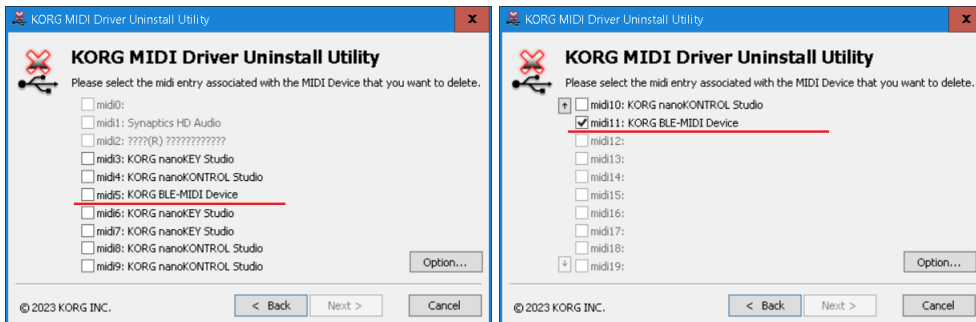 KORG MIDI Driver Uninstall Utility
KORG MIDI Driver Uninstall Utility
Please select the midi entry associated with the MIDI Device that you want to delete.
midi0:
midi1: Synaptics HD Audio
midi2: ????(R) ????????????
midi3: KORG nanoKEY Studio
midi4: KORG nanoKONTROL Studio
midi5: KORG BLE-MIDI Device
midi6: KORG nanoKEY Studio
midi7: KORG nanoKEY Studio
midi8: KORG nanoKONTROL Studio
midi9: KORG nanoKONTROL Studio
Option...
© 2023 KORG INC.
< Back
Next >
Cancel
KORG MIDI Driver Uninstall Utility
KORG MIDI Driver Uninstall Utility
Please select the midi entry associated with the MIDI Device that you want to delete.
midi10: KORG nanoKONTROL Studio
midi11: KORG BLE-MIDI Device
midi12:
midi13:
midi14:
midi15:
midi16:
midi17:
midi18:
midi19:
Option...
© 2023 KORG INC.
< Back
Next >
Cancel